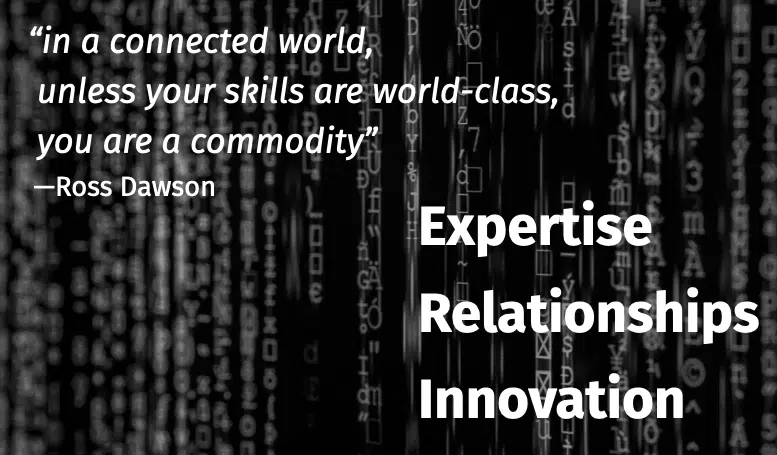 “in a connected world,
unless your skills are world-class,
you are a commodity”
—Ross Dawson
Expertise
Relationships
Innovation